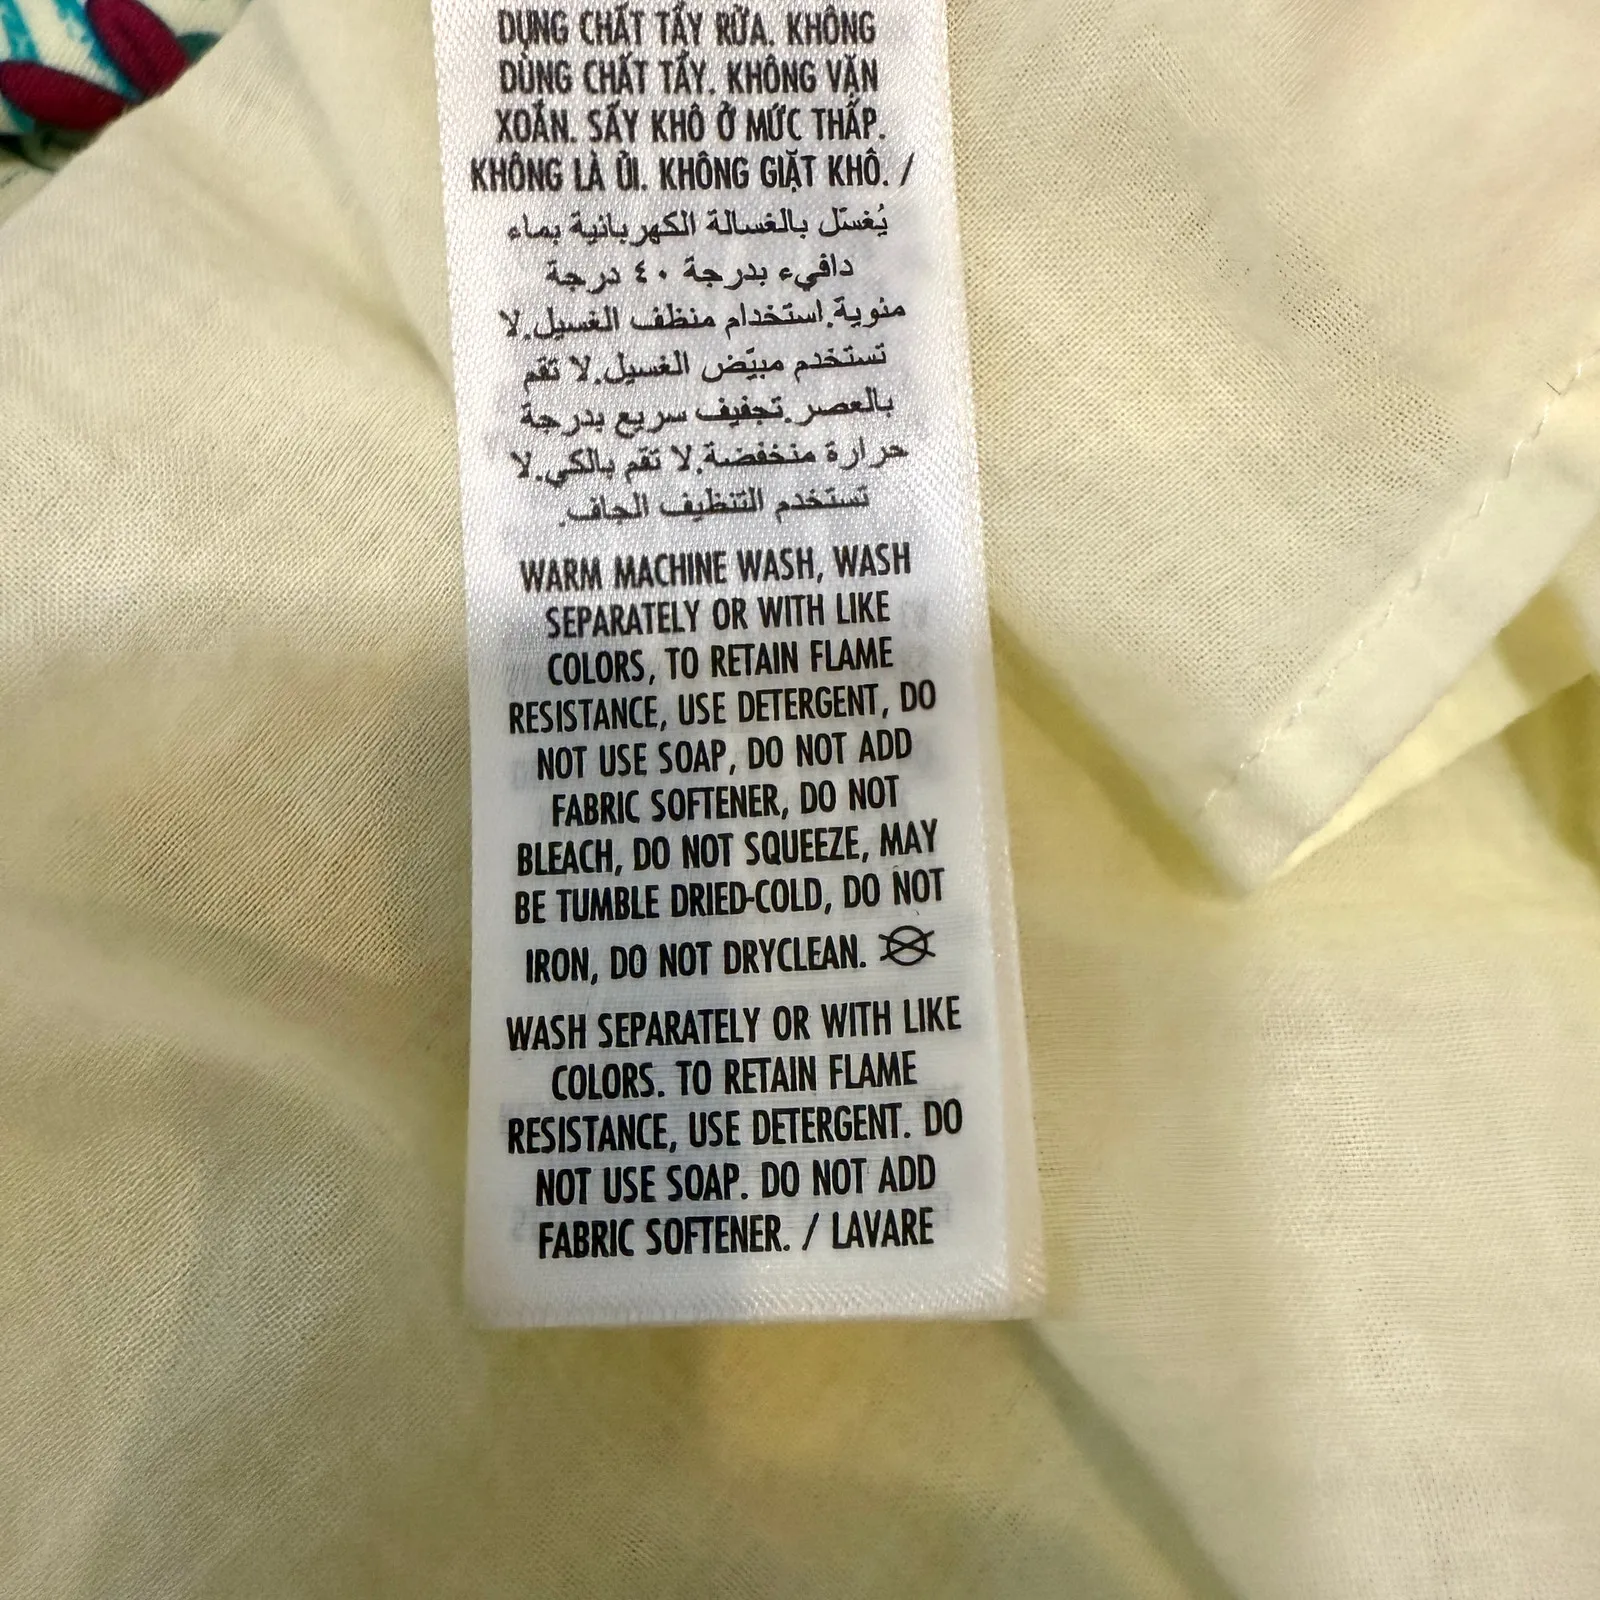 DỤNG CHẤT TẨY RỬA. KHÔNG
DÙNG CHẤT TẨY. KHÔNG VẶN
XOẮN. SẤY KHÔ Ở MỨC THẤP.
KHÔNG LÀ ỦI. KHÔNG GIẶT KHÔ. /
يُغسّل بالغسالة الكهربائية بماء
دافيء بدرجة ٤٠ درجة
مئوية.استخدام منظف الغسيل.لا
تستخدم مبيّض الغسيل.لا تقم
بالعصر.تجفيف سريع بدرجة
حرارة منخفضة.لا تقم بالكي.لا
تستخدم التنظيف الجاف.
WARM MACHINE WASH, WASH
SEPARATELY OR WITH LIKE
COLORS, TO RETAIN FLAME
RESISTANCE, USE DETERGENT, DO
NOT USE SOAP, DO NOT ADD
FABRIC SOFTENER, DO NOT
BLEACH, DO NOT SQUEEZE, MAY
BE TUMBLE DRIED-COLD, DO NOT
IRON, DO NOT DRYCLEAN.
WASH SEPARATELY OR WITH LIKE
COLORS. TO RETAIN FLAME
RESISTANCE, USE DETERGENT. DO
NOT USE SOAP. DO NOT ADD
FABRIC SOFTENER. / LAVARE